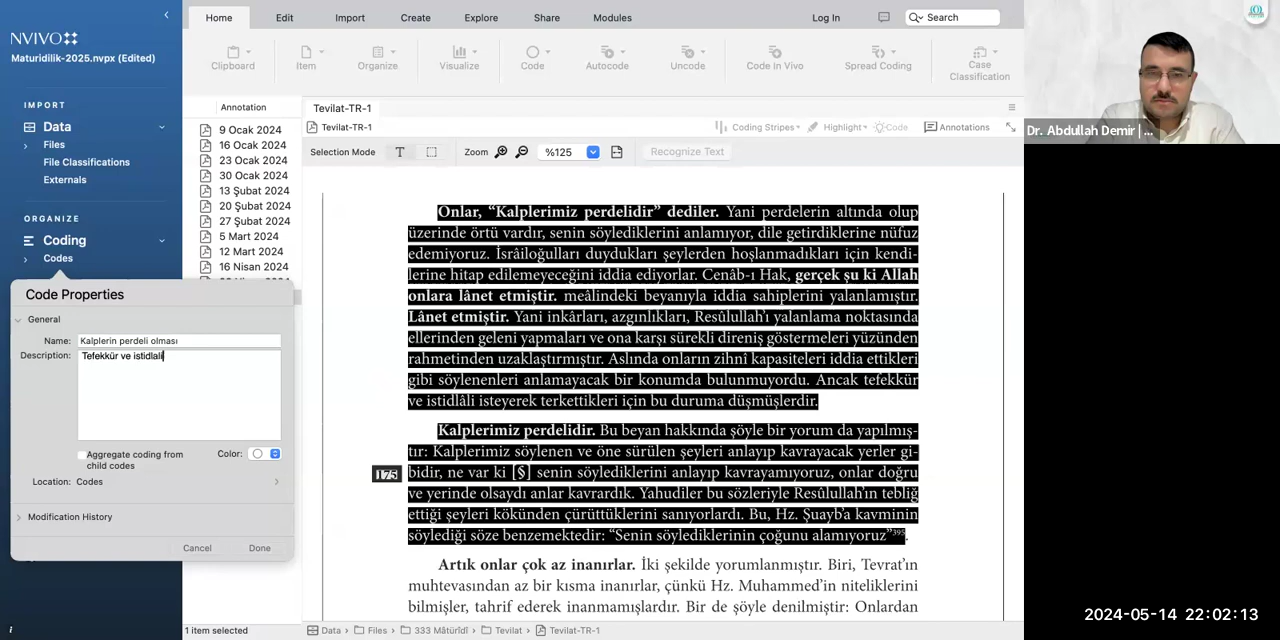 Home Edit Import Create Explore Share Modules Log In Search
NVIVO
Maturidilik-2025.nvpx (Edited)
Clipboard Item Organize Visualize Code Autocode Uncode Code In Vivo Spread Coding Case Classification
IMPORT
Data
Files
File Classifications
Externals
ORGANIZE
Coding
Codes
Annotation
9 Ocak 2024
16 Ocak 2024
23 Ocak 2024
30 Ocak 2024
13 Şubat 2024
20 Şubat 2024
27 Şubat 2024
5 Mart 2024
12 Mart 2024
16 Nisan 2024
Code Properties
General
Name: Kalplerin perdeli olması
Description: Tefekkür ve istidlali
Aggregate coding from
child codes
Color:
Location: Codes
Modification History
Cancel Done
1 item selected
Tevilat-TR-1
Tevilat-TR-1 Coding Stripes Highlight Code Annotations
Selection Mode T Zoom %125 Recognize Text
Onlar, “Kalplerimiz perdelidir” dediler. Yani perdelerin altında olup
üzerinde örtü vardır, senin söylediklerini anlamıyor, dile getirdiklerine nüfuz
edemiyoruz. İsrâiloğulları duydukları şeylerden hoşlanmadıkları için kendi-
lerine hitap edilemeyeceğini iddia ediyorlar. Cenâb-ı Hak, gerçek şu ki Allah
onlara lânet etmiştir. meâlindeki beyanıyla iddia sahiplerini yalanlamıştır.
Lânet etmiştir. Yani inkârları, azgınlıkları, Resûlullah’ı yalanlama noktasında
ellerinden geleni yapmaları ve ona karşı sürekli direniş göstermeleri yüzünden
rahmetinden uzaklaştırmıştır. Aslında onların zihnî kapasiteleri iddia ettikleri
gibi söylenenleri anlamayacak bir konumda bulunmuyordu. Ancak tefekkür
ve istidlâli isteyerek terkettikleri için bu duruma düşmüşlerdir.
Kalplerimiz perdelidir. Bu beyan hakkında şöyle bir yorum da yapılmış-
tır: Kalplerimiz söylenen ve öne sürülen şeyleri anlayıp kavrayacak yerler gi-
175 bidir, ne var ki [§] senin söylediklerini anlayıp kavrayamıyoruz, onlar doğru
ve yerinde olsaydı anlar kavrardık. Yahudiler bu sözleriyle Resûlullah’ın tebliğ
ettiği şeyleri kökünden çürüttüklerini sanıyorlardı. Bu, Hz. Şuayb’a kavminin
söylediği söze benzemektedir: “Senin söylediklerinin çoğunu alamıyoruz”395.
Artık onlar çok az inanırlar. İki şekilde yorumlanmıştır. Biri, Tevrat’ın
muhtevasından az bir kısma inanırlar, çünkü Hz. Muhammed’in niteliklerini
bilmişler, tahrif ederek inanmamışlardır. Bir de şöyle denilmiştir: Onlardan
Data Files 333 Mâtürîdî Tevilat Tevilat-TR-1
Dr. Abdullah Demir | ...
2024-05-14 22:02:13